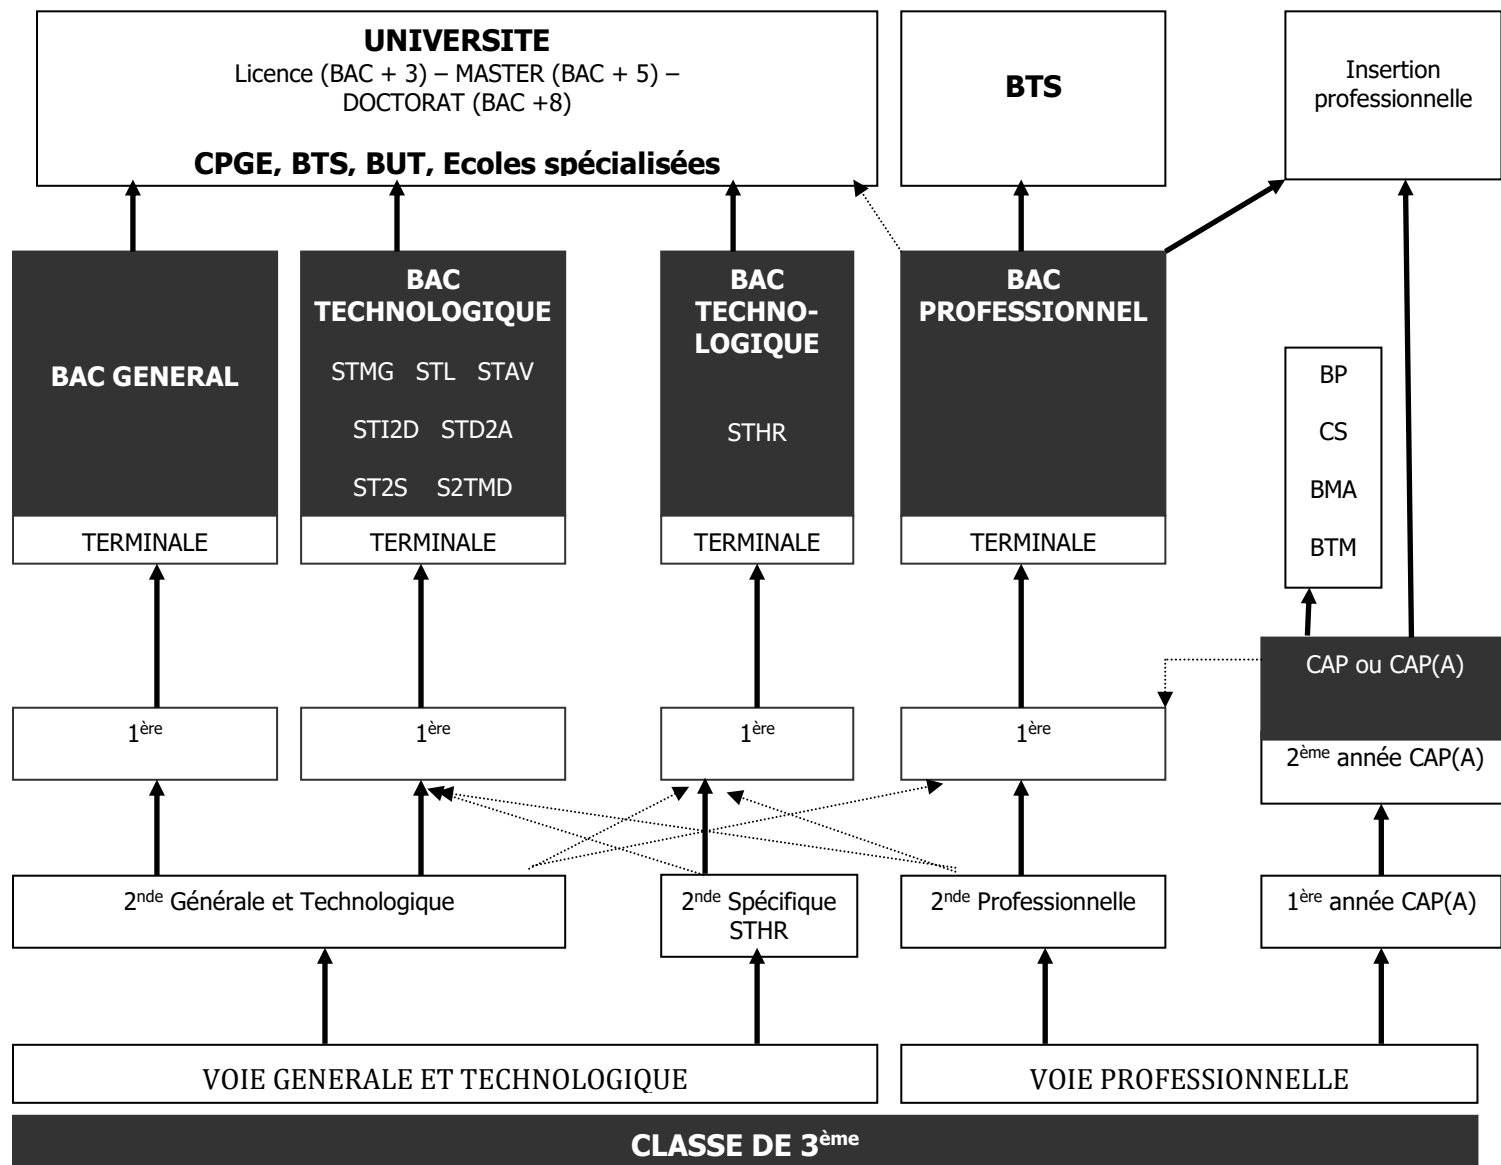 UNIVERSITE
Licence (BAC + 3) – MASTER (BAC + 5) –
DOCTORAT (BAC +8)
CPGE, BTS, BUT, Ecoles spécialisées
BTS
Insertion
professionnelle
BAC GENERAL
TERMINALE
BAC
TECHNOLOGIQUE
STMG STL STAV
STI2D STD2A
ST2S S2TMD
TERMINALE
BAC
TECHNO-
LOGIQUE
STHR
TERMINALE
BAC
PROFESSIONNEL
TERMINALE
BP
CS
BMA
BTM
CAP ou CAP(A)
2ème année CAP(A)
1ère
1ère
1ère
1ère
2nde Générale et Technologique
2nde Spécifique
STHR
2nde Professionnelle
1ère année CAP(A)
VOIE GENERALE ET TECHNOLOGIQUE
VOIE PROFESSIONNELLE
CLASSE DE 3ème